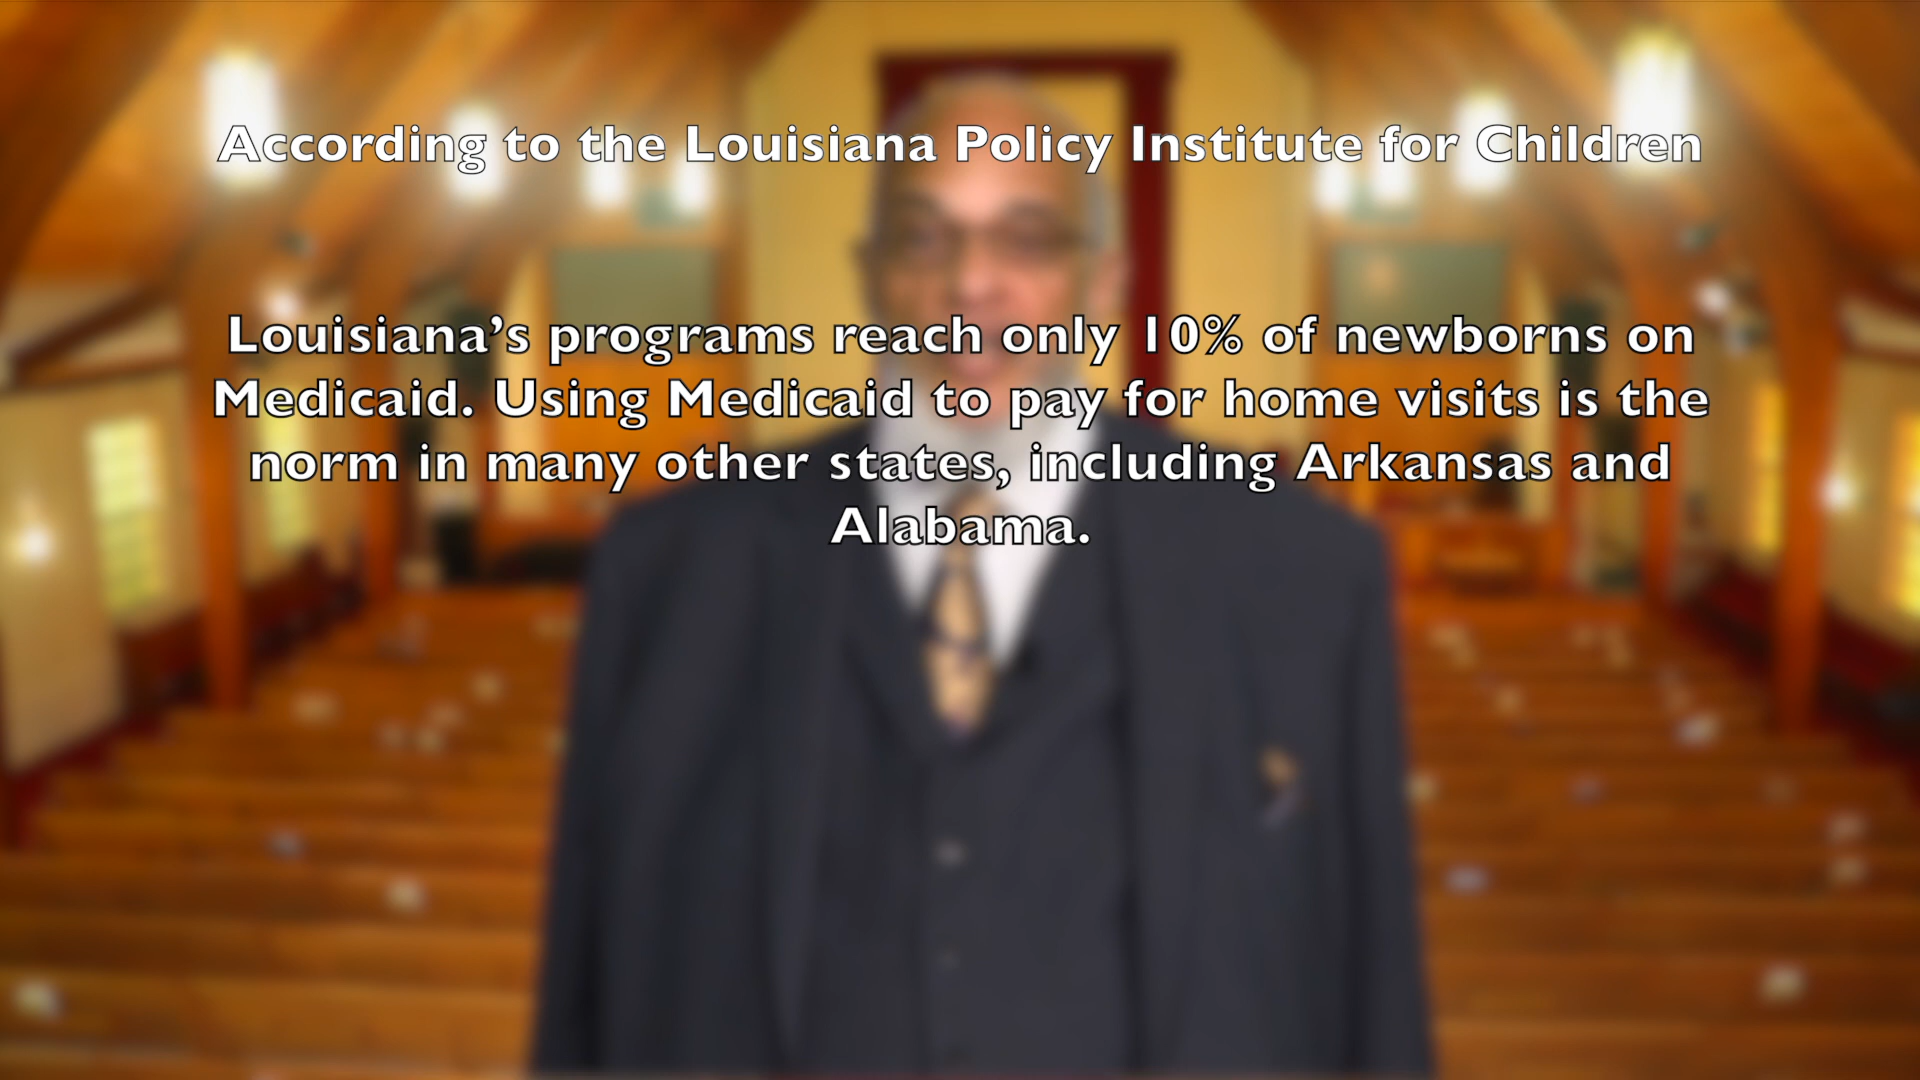 According to the Louisiana Policy Institute for Children
Louisiana’s programs reach only 10% of newborns on
Medicaid. Using Medicaid to pay for home visits is the
norm in many other states, including Arkansas and
Alabama.